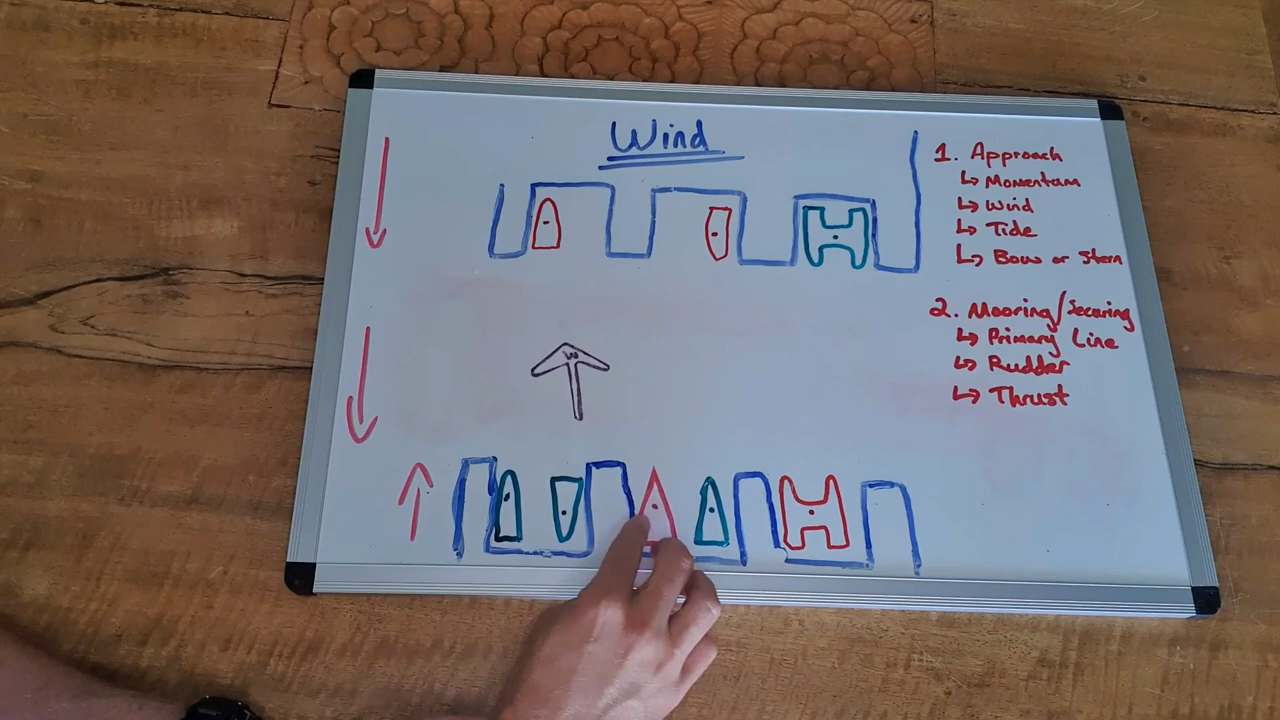 Wind
1. Approach
↳ Momentum
↳ Wind
↳ Tide
↳ Bow or Stern
2. Mooring/Securing
↳ Primary Line
↳ Rudder
↳ Thrust
W